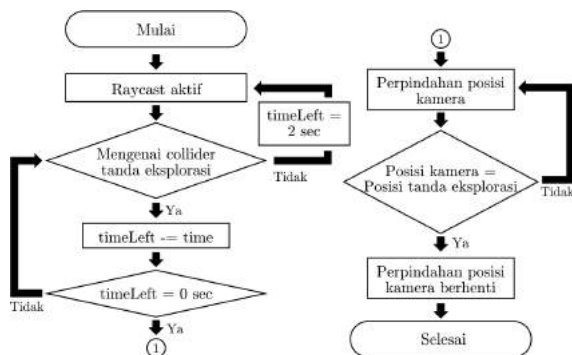 Mulai
Raycast aktif
timeLeft =
2 sec
Mengenai collider
tanda eksplorasi
Tidak
Ya
timeLeft -= time
timeLeft = 0 sec
Tidak
Ya
1
1
Perpindahan posisi
kamera
Posisi kamera =
Posisi tanda eksplorasi
Tidak
Ya
Perpindahan posisi
kamera berhenti
Selesai